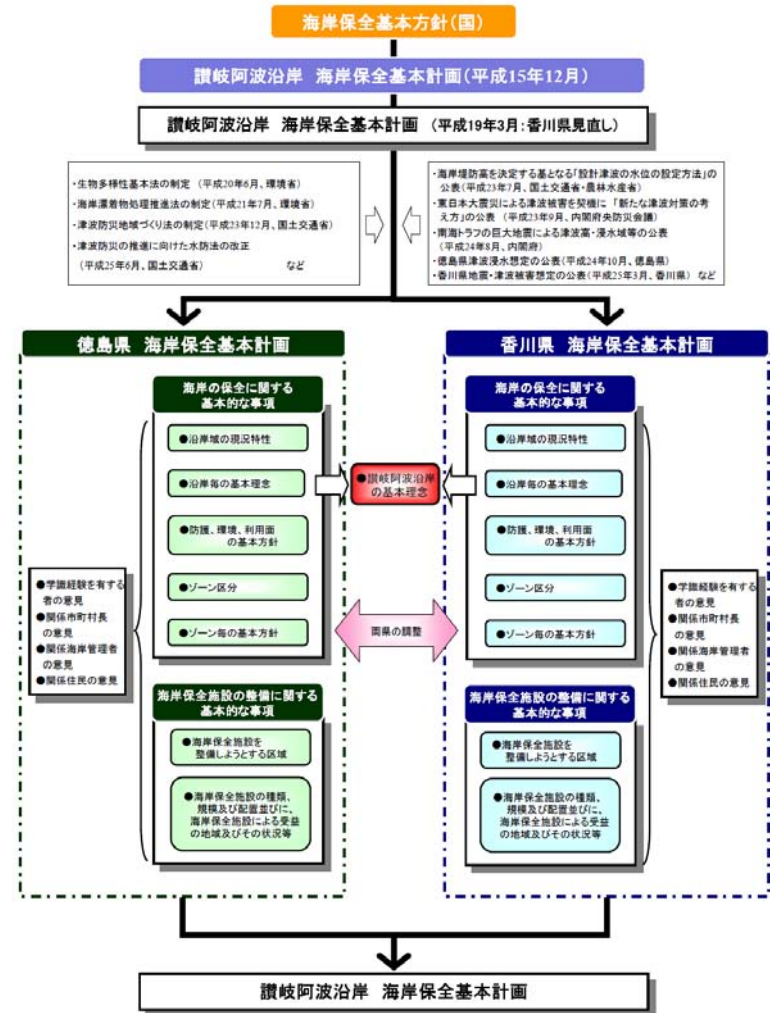 海岸保全基本方針(国)
讃岐阿波沿岸 海岸保全基本計画(平成15年12月)
讃岐阿波沿岸 海岸保全基本計画 (平成19年3月:香川県見直し)
・生物多様性基本法の制定 (平成20年6月、環境省)
・海岸漂着物処理推進法の制定(平成21年7月、環境省)
・津波防災地域づくり法の制定(平成23年12月、国土交通省)
・津波防災の推進に向けた水防法の改正
(平成25年6月、国土交通省) など
・海岸堤防高を決定する基となる「設計津波の水位の設定方法」の
公表(平成23年7月、国土交通省・農林水産省)
・東日本大震災による津波被害を契機に 「新たな津波対策の考
え方」の公表 (平成23年9月、内閣府中央防災会議)
・南海トラフの巨大地震による津波高・浸水域等の公表
(平成24年8月、内閣府)
・徳島県津波浸水想定の公表(平成24年10月、徳島県)
・香川県地震・津波被害想定の公表(平成25年3月、香川県) など
徳島県 海岸保全基本計画
海岸の保全に関する
基本的な事項
●沿岸域の現況特性
●沿岸毎の基本理念
●防護、環境、利用面
の基本方針
●ゾーン区分
●ゾーン毎の基本方針
●学識経験を有する
者の意見
●関係市町村長
の意見
●関係海岸管理者
の意見
●関係住民の意見
海岸保全施設の整備に関する
基本的な事項
●海岸保全施設を
整備しようとする区域
●海岸保全施設の種類、
規模及び配置並びに、
海岸保全施設による受益
の地域及びその状況等
●讃岐阿波沿岸
の基本理念
両県の調整
香川県 海岸保全基本計画
海岸の保全に関する
基本的な事項
●沿岸域の現況特性
●沿岸毎の基本理念
●防護、環境、利用面
の基本方針
●ゾーン区分
●ゾーン毎の基本方針
●学識経験を有する
者の意見
●関係市町村長
の意見
●関係海岸管理者
の意見
●関係住民の意見
海岸保全施設の整備に関する
基本的な事項
●海岸保全施設を
整備しようとする区域
●海岸保全施設の種類、
規模及び配置並びに、
海岸保全施設による受益
の地域及びその状況等
讃岐阿波沿岸 海岸保全基本計画